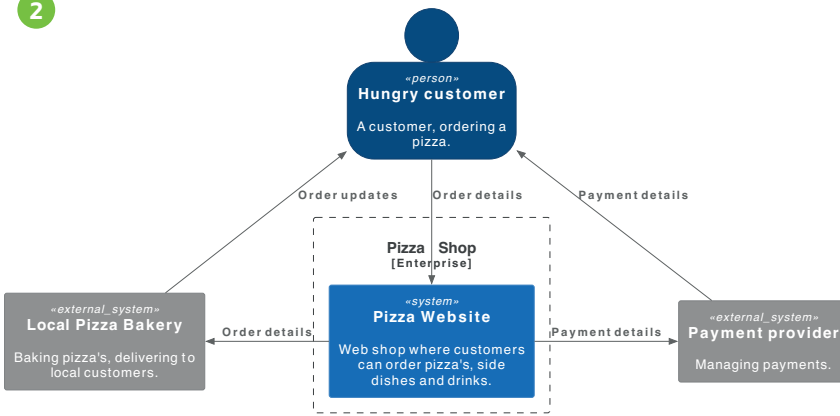 2
«person»
Hungry customer
A customer, ordering a
pizza.
Order updates
Order details
Payment details
Pizza Shop
[Enterprise]
«external_system»
Local Pizza Bakery
Baking pizza's, delivering to
local customers.
Order details
«system»
Pizza Website
Web shop where customers
can order pizza's, side
dishes and drinks.
Payment details
«external_system»
Payment provider
Managing payments.